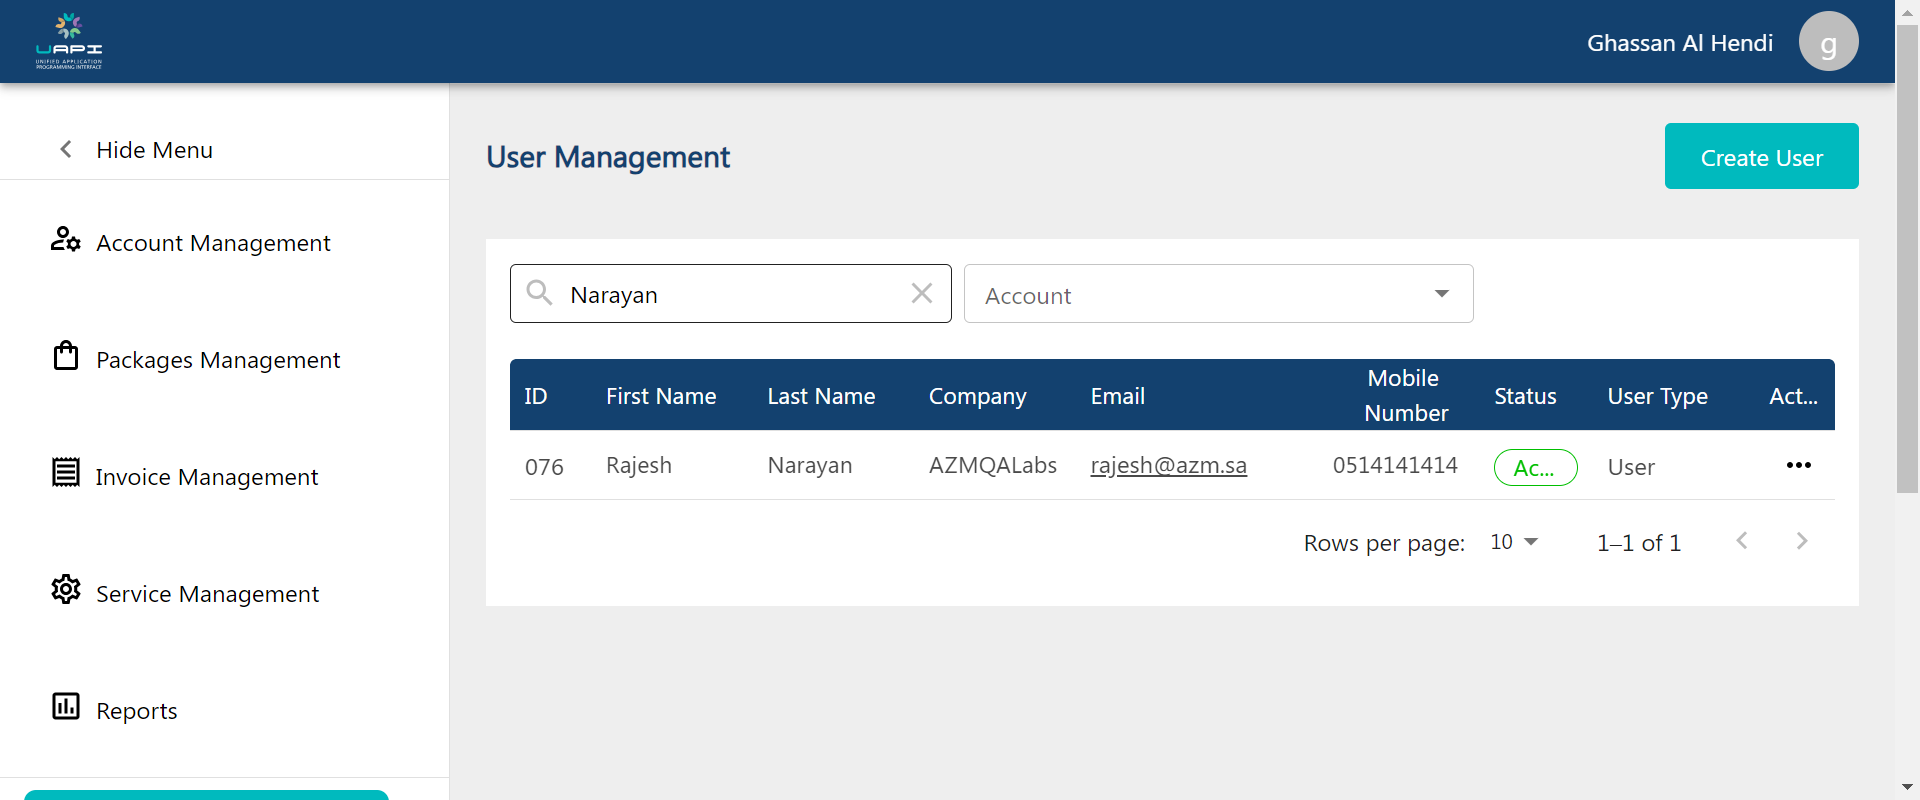 UAPI
UNIFIED APPLICATION
PROGRAMMING INTERFACE
Ghassan Al Hendi
g
Hide Menu
Account Management
Packages Management
Invoice Management
Service Management
Reports
User Management
Create User
Narayan
Account
ID First Name Last Name Company Email Mobile Number Status User Type Act...
076 Rajesh Narayan AZMQALabs rajesh@azm.sa 0514141414 Ac... User
Rows per page: 10 1–1 of 1